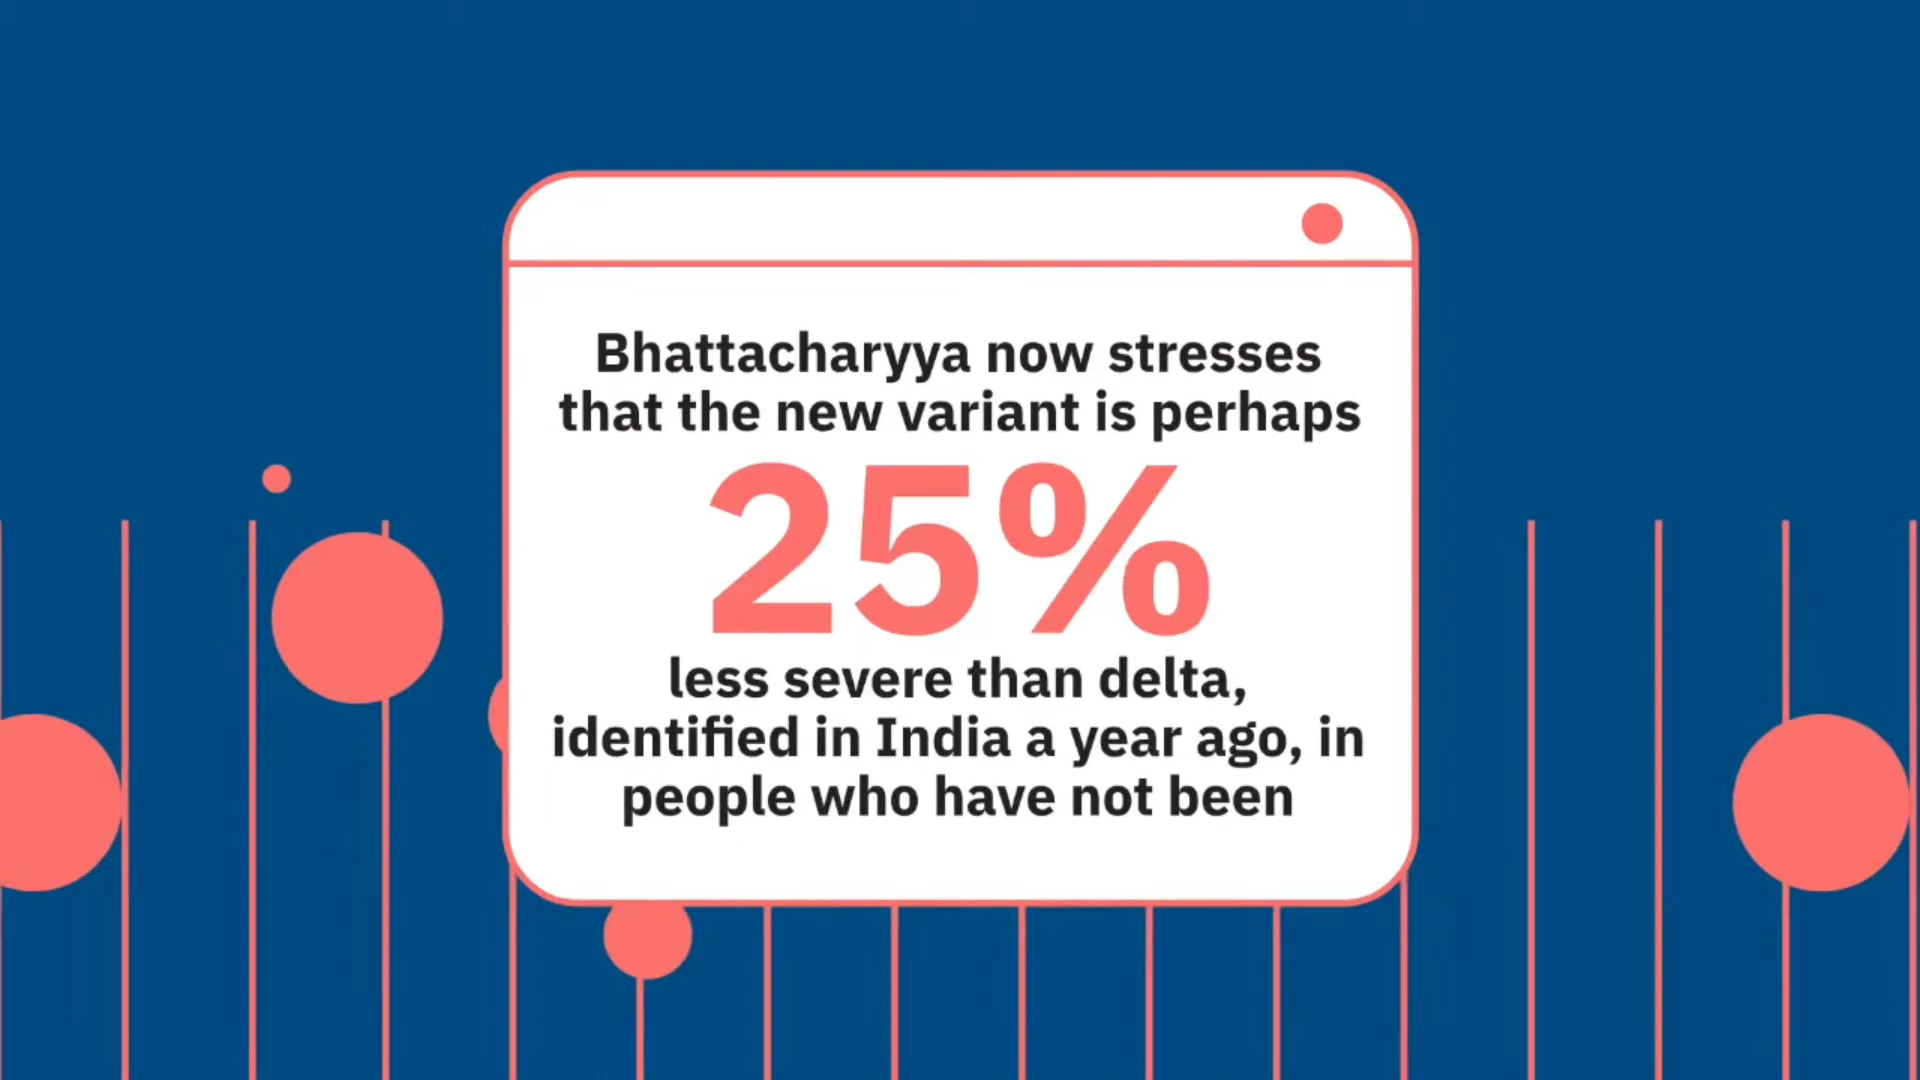 Bhattacharyya now stresses
that the new variant is perhaps
25%
less severe than delta,
identified in India a year ago, in
people who have not been